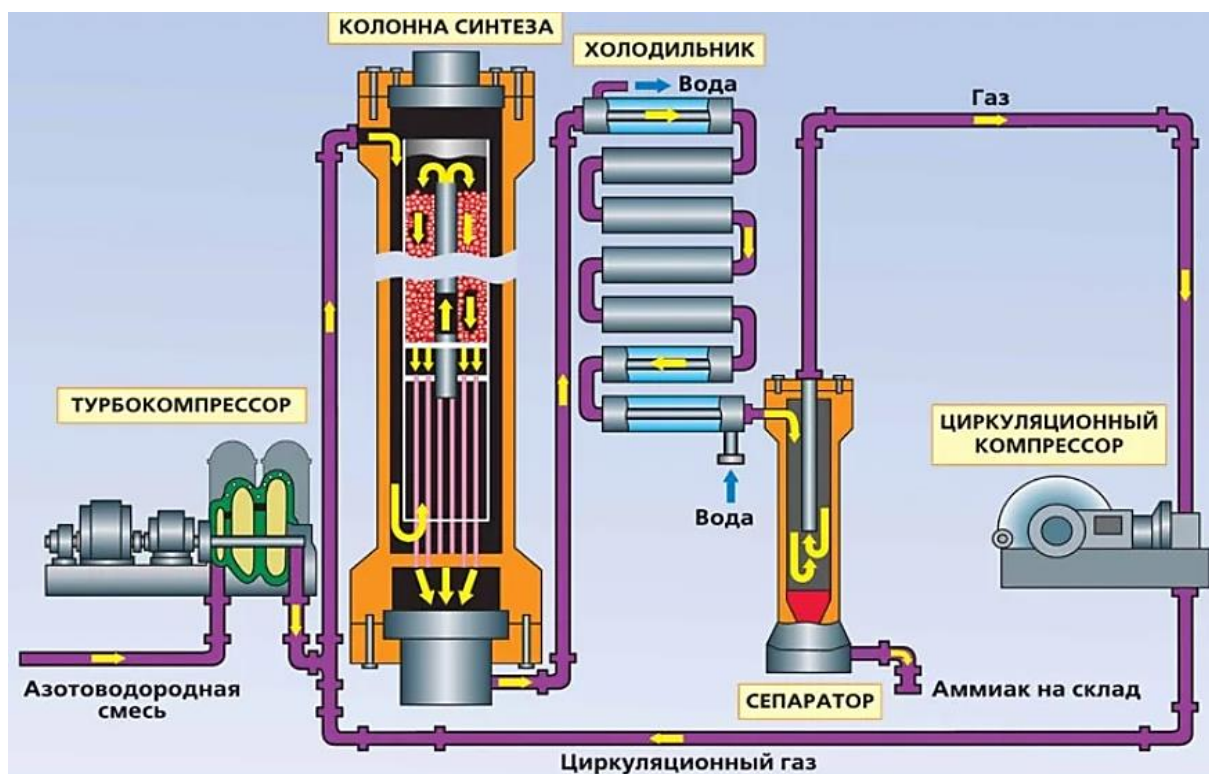 КОЛОННА СИНТЕЗА
ХОЛОДИЛЬНИК
Вода
Газ
ТУРБОКОМПРЕССОР
ЦИРКУЛЯЦИОННЫЙ
КОМПРЕССОР
Вода
Азотоводородная
смесь
СЕПАРАТОР
Аммиак на склад
Циркуляционный газ